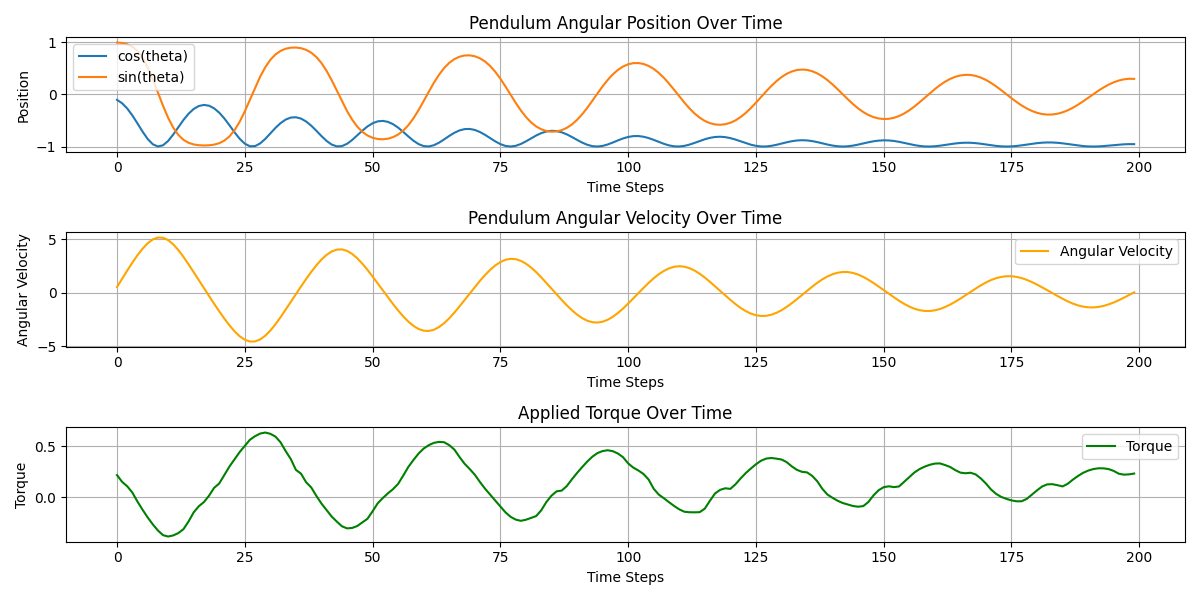 Pendulum Angular Position Over Time
Position
1
0
−1
cos(theta)
sin(theta)
0 25 50 75 100 125 150 175 200
Time Steps
Pendulum Angular Velocity Over Time
Angular Velocity
5
0
−5
Angular Velocity
0 25 50 75 100 125 150 175 200
Time Steps
Applied Torque Over Time
Torque
0.5
0.0
Torque
0 25 50 75 100 125 150 175 200
Time Steps